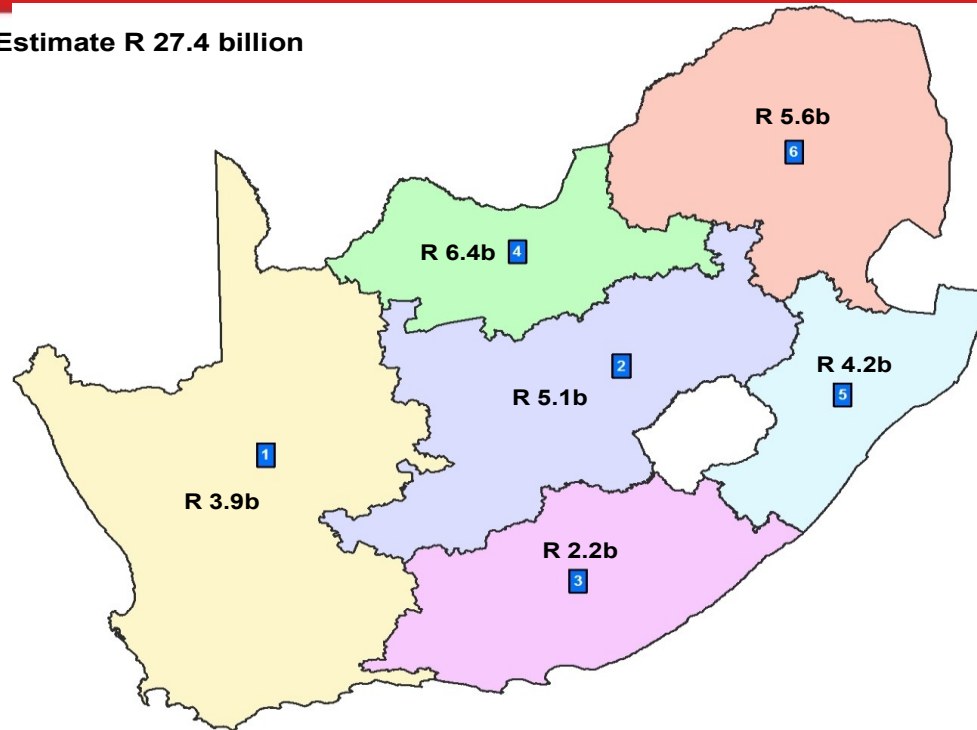 Estimate R 27.4 billion
R 5.6b
6
R 6.4b 4
2
R 4.2b
R 5.1b
5
1
R 3.9b
R 2.2b
3